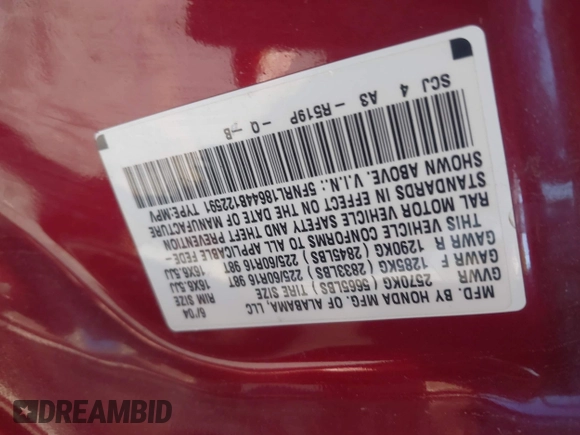 MFD. BY HONDA MFG. OF ALABAMA, LLC 6/04
GVWR 2570KG (5665LBS) TIRE SIZE RIM SIZE
GAWR F 1285KG (2833LBS) 225/60R16 98T 16X6.5JJ
GAWR R 1290KG (2845LBS) 225/60R16 98T 16X6.5JJ
THIS VEHICLE CONFORMS TO ALL APPLICABLE FEDE-
RAL MOTOR VEHICLE SAFETY AND THEFT PREVENTION
STANDARDS IN EFFECT ON THE DATE OF MANUFACTURE
SHOWN ABOVE. V.I.N.: 5FNRL18644B122591 TYPE:MPV
SCJ 4 A3 -R519P -Q -B
DREAMBID